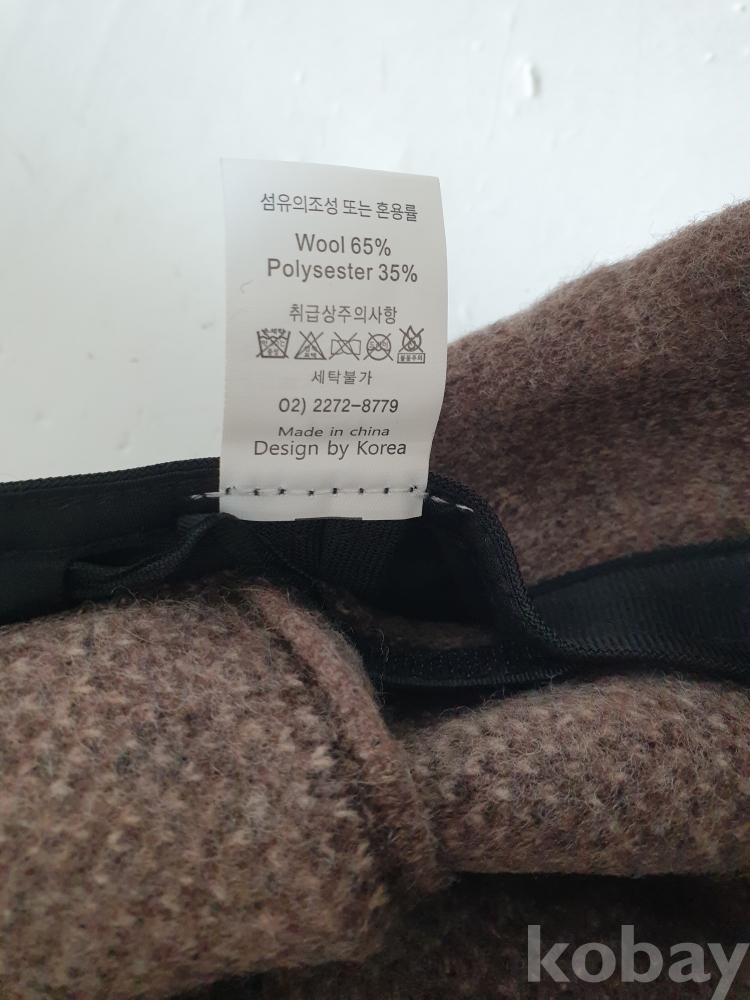 섬유의조성 또는 혼용률
Wool 65%
Polysester 35%
취급상주의사항
세탁불가
02) 2272-8779
Made in china
Design by Korea
kobay